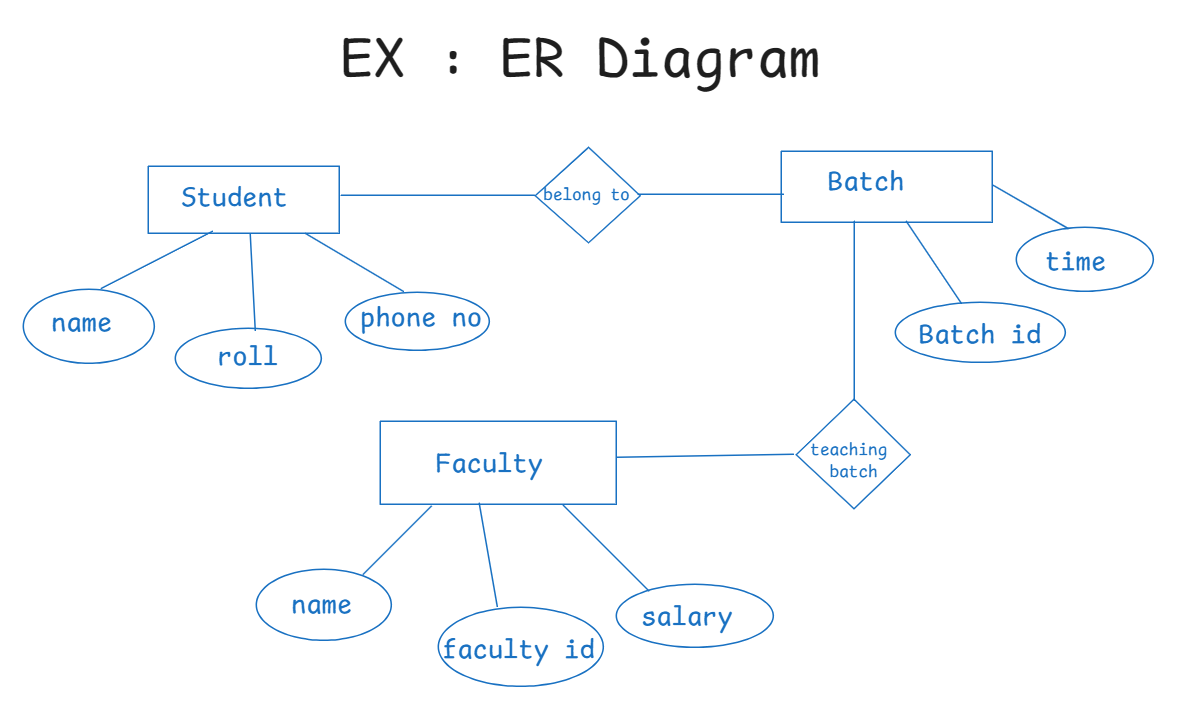 EX : ER Diagram
Student
belong to
Batch
time
name
roll
phone no
Batch id
Faculty
teaching
batch
name
faculty id
salary